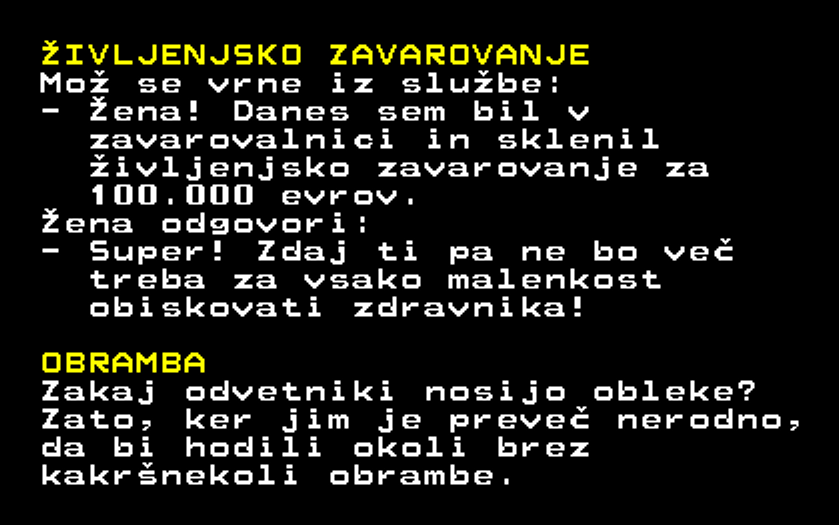 ŽIVLJENJSKO ZAVAROVANJE
Mož se vrne iz službe:
- Žena! Danes sem bil v
zavarovalnici in sklenil
življenjsko zavarovanje za
100.000 evrov.
Žena odgovori:
- Super! Zdaj ti pa ne bo več
treba za vsako malenkost
obiskovati zdravnika!
OBRAMBA
Zakaj odvetniki nosijo obleke?
Zato, ker jim je preveč nerodno,
da bi hodili okoli brez
kakršnekoli obrambe.